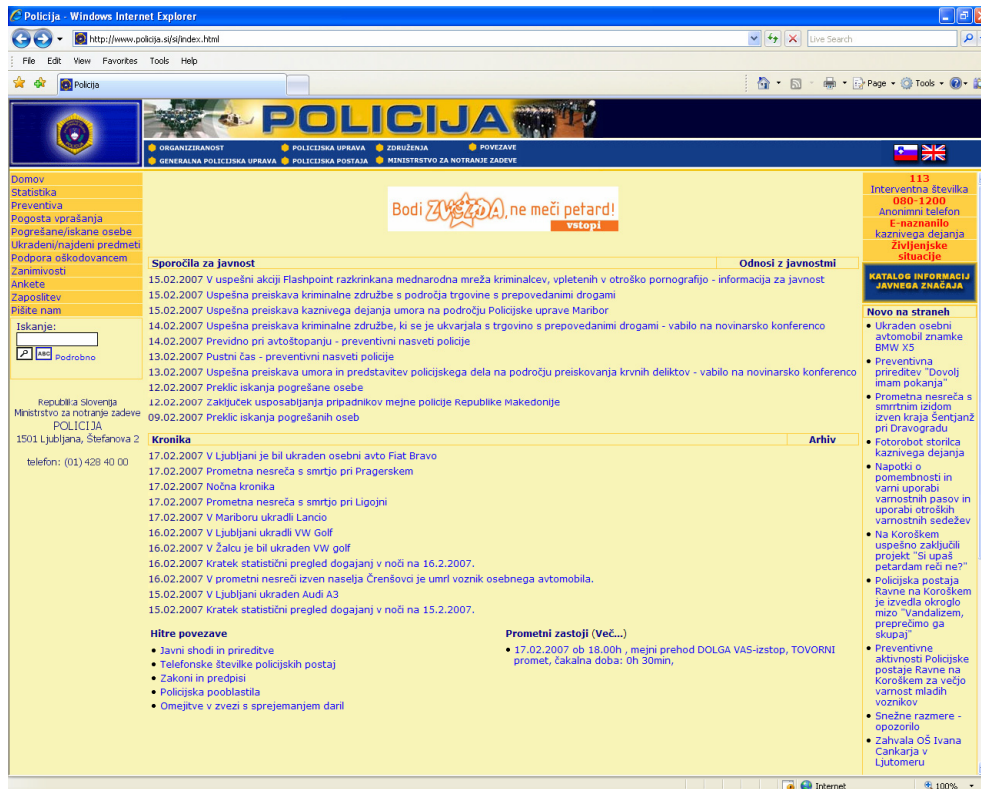 Policija - Windows Internet Explorer
http://www.policija.si/si/index.html
Live Search
File Edit View Favorites Tools Help
Policija
Page Tools
POLICIJA
ORGANIZIRANOST POLICIJSKA UPRAVA ZDRUŽENJA POVEZAVE
GENERALNA POLICIJSKA UPRAVA POLICIJSKA POSTAJA MINISTRSTVO ZA NOTRANJE ZADEVE
Domov
Statistika
Preventiva
Pogosta vprašanja
Pogrešane/iskane osebe
Ukradeni/najdeni predmeti
Podpora oškodovancem
Zanimivosti
Ankete
Zaposlitev
Pišite nam
Iskanje:
ABC Podrobno
Republika Slovenija
Ministrstvo za notranje zadeve
POLICIJA
1501 Ljubljana, Štefanova 2
telefon: (01) 428 40 00
Bodi ZVEZDA, ne meči petard!
vstopi
Sporočila za javnost Odnosi z javnostmi
15.02.2007 V uspešni akciji Flashpoint razkrinkana mednarodna mreža kriminalcev, vpletenih v otroško pornografijo - informacija za javnost
15.02.2007 Uspešna preiskava kriminalne združbe s področja trgovine s prepovedanimi drogami
15.02.2007 Uspešna preiskava kaznivega dejanja umora na področju Policijske uprave Maribor
14.02.2007 Uspešna preiskava kriminalne združbe, ki se je ukvarjala s trgovino s prepovedanimi drogami - vabilo na novinarsko konferenco
14.02.2007 Previdno pri avtoštopanju - preventivni nasveti policije
13.02.2007 Pustni čas - preventivni nasveti policije
13.02.2007 Uspešna preiskava umora in predstavitev policijskega dela na področju preiskovanja krvnih deliktov - vabilo na novinarsko konferenco
12.02.2007 Preklic iskanja pogrešane osebe
12.02.2007 Zaključek usposabljanja pripadnikov mejne policije Republike Makedonije
09.02.2007 Preklic iskanja pogrešanih oseb
Kronika Arhiv
17.02.2007 V Ljubljani je bil ukraden osebni avto Fiat Bravo
17.02.2007 Prometna nesreča s smrtjo pri Pragerskem
17.02.2007 Nočna kronika
17.02.2007 Prometna nesreča s smrtjo pri Ligojni
17.02.2007 V Mariboru ukradli Lancio
16.02.2007 V Ljubljani ukradli VW Golf
16.02.2007 V Žalcu je bil ukraden VW golf
16.02.2007 Kratek statistični pregled dogajanj v noči na 16.2.2007.
16.02.2007 V prometni nesreči izven naselja Črenšovci je umrl voznik osebnega avtomobila.
15.02.2007 V Ljubljani ukraden Audi A3
15.02.2007 Kratek statistični pregled dogajanj v noči na 15.2.2007.
Hitre povezave
• Javni shodi in prireditve
• Telefonske številke policijskih postaj
• Zakoni in predpisi
• Policijska pooblastila
• Omejitve v zvezi s sprejemanjem daril
Prometni zastoji (Več...)
• 17.02.2007 ob 18.00h , mejni prehod DOLGA VAS-izstop, TOVORNI
promet, čakalna doba: 0h 30min,
113
Interventna številka
080-1200
Anonimni telefon
E-naznanilo
kaznivega dejanja
Življenjske
situacije
KATALOG INFORMACIJ
JAVNEGA ZNAČAJA
Novo na straneh
• Ukraden osebni
avtomobil znamke
BMW X5
• Preventivna
prireditev "Dovolj
imam pokanja"
• Prometna nesreča s
smrtnim izidom
izven kraja Šentjanž
pri Dravogradu
• Fotorobot storilca
kaznivega dejanja
• Napotki o
pomembnosti in
varni uporabi
varnostnih pasov in
uporabi otroških
varnostnih sedežev
• Na Koroškem
uspešno zaključili
projekt "Si upaš
petardam reči ne?"
• Policijska postaja
Ravne na Koroškem
je izvedla okroglo
mizo "Vandalizem,
preprečimo ga
skupaj"
• Preventivne
aktivnosti Policijske
postaje Ravne na
Koroškem za večjo
varnost mladih
voznikov
• Snežne razmere -
opozorilo
• Zahvala OŠ Ivana
Cankarja v
Ljutomeru
Internet 100%